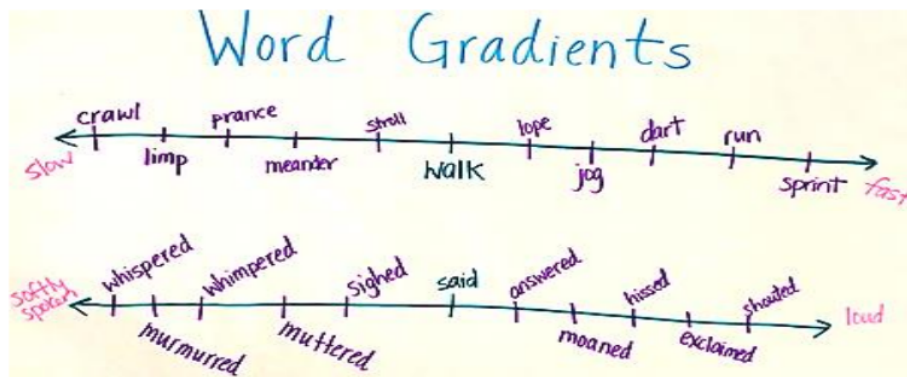 Word Gradients
crawl prance stroll lope dart run
slow limp meander walk jog sprint fast
whispered whimpered sighed said answered hissed shouted
softly spoken loud
murmurred muttered moaned exclaimed